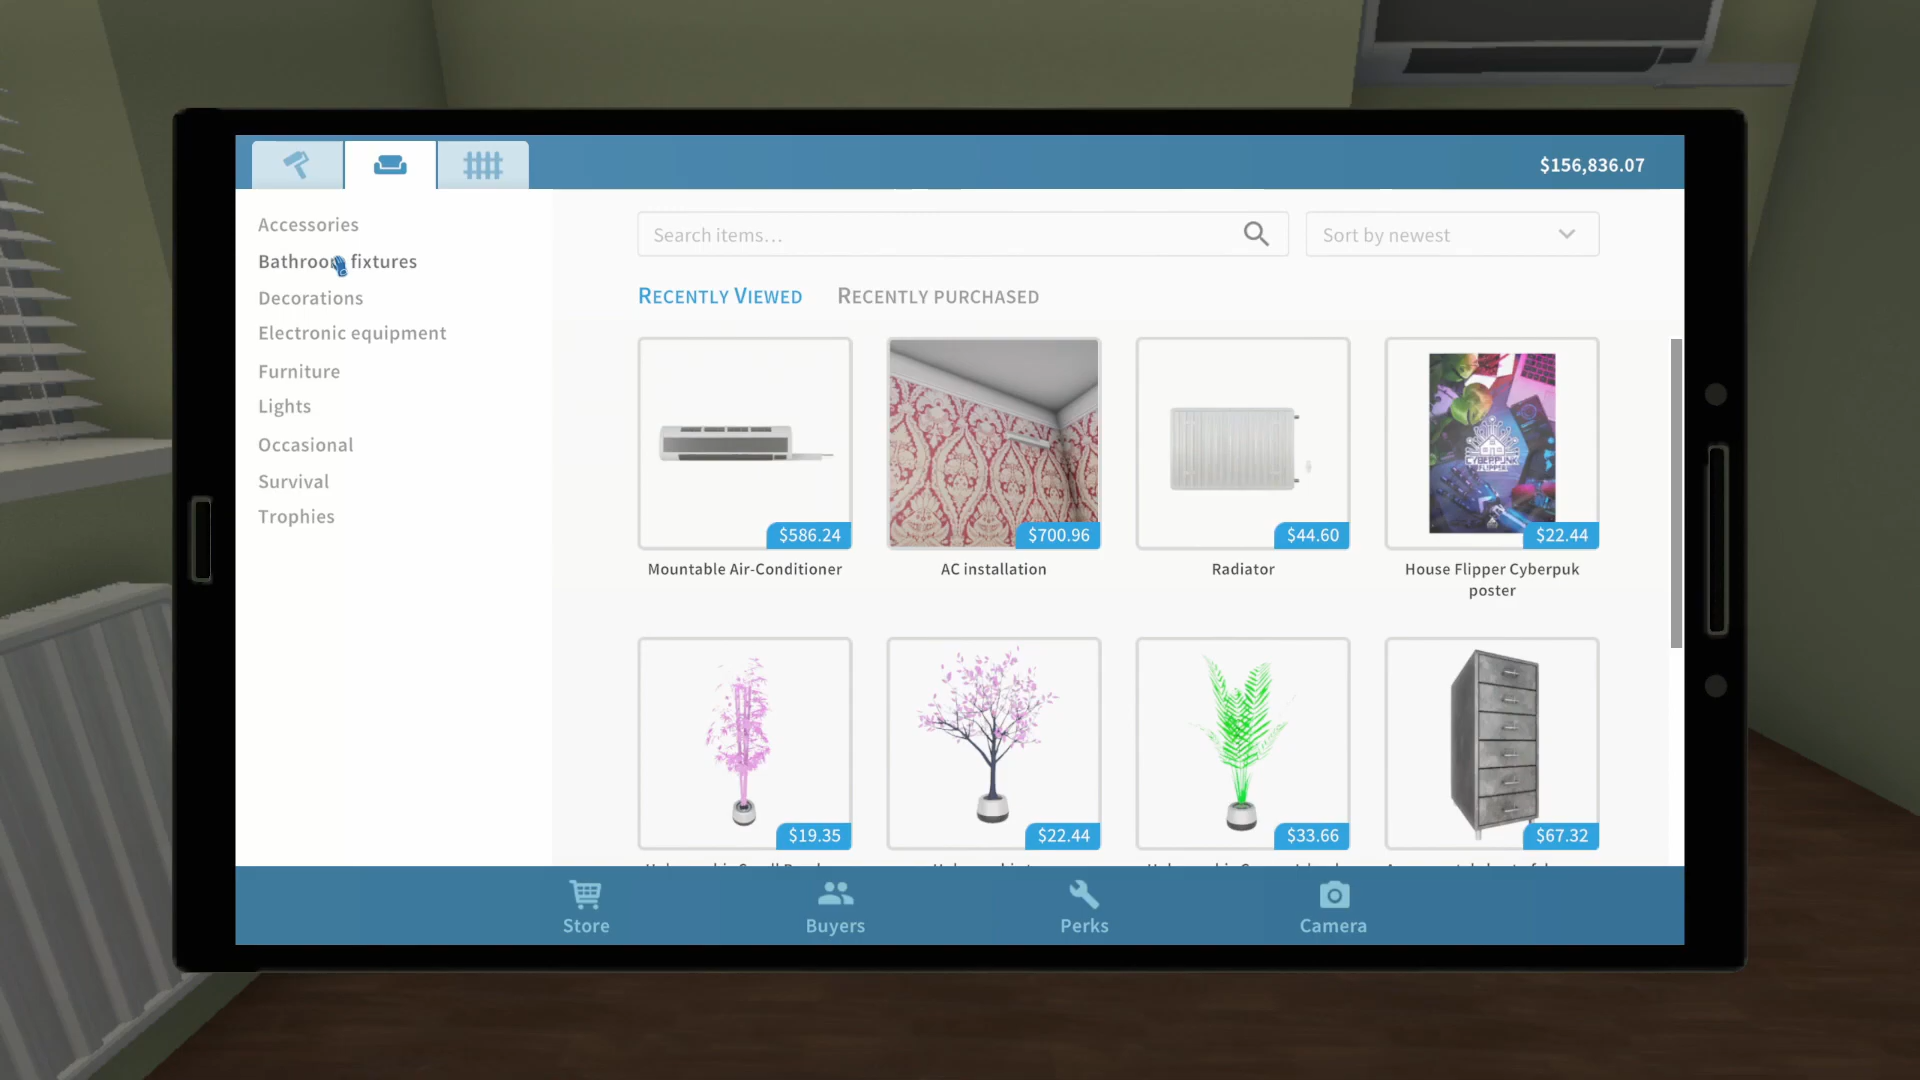 $156,836.07
Accessories
Bathroom fixtures
Decorations
Electronic equipment
Furniture
Lights
Occasional
Survival
Trophies
Search items...
Sort by newest
RECENTLY VIEWED
RECENTLY PURCHASED
$586.24
Mountable Air-Conditioner
$700.96
AC installation
$44.60
Radiator
CYBERPUNK
FLIPPER
$22.44
House Flipper Cyberpuk
poster
$19.35
$22.44
$33.66
$67.32
Store
Buyers
Perks
Camera